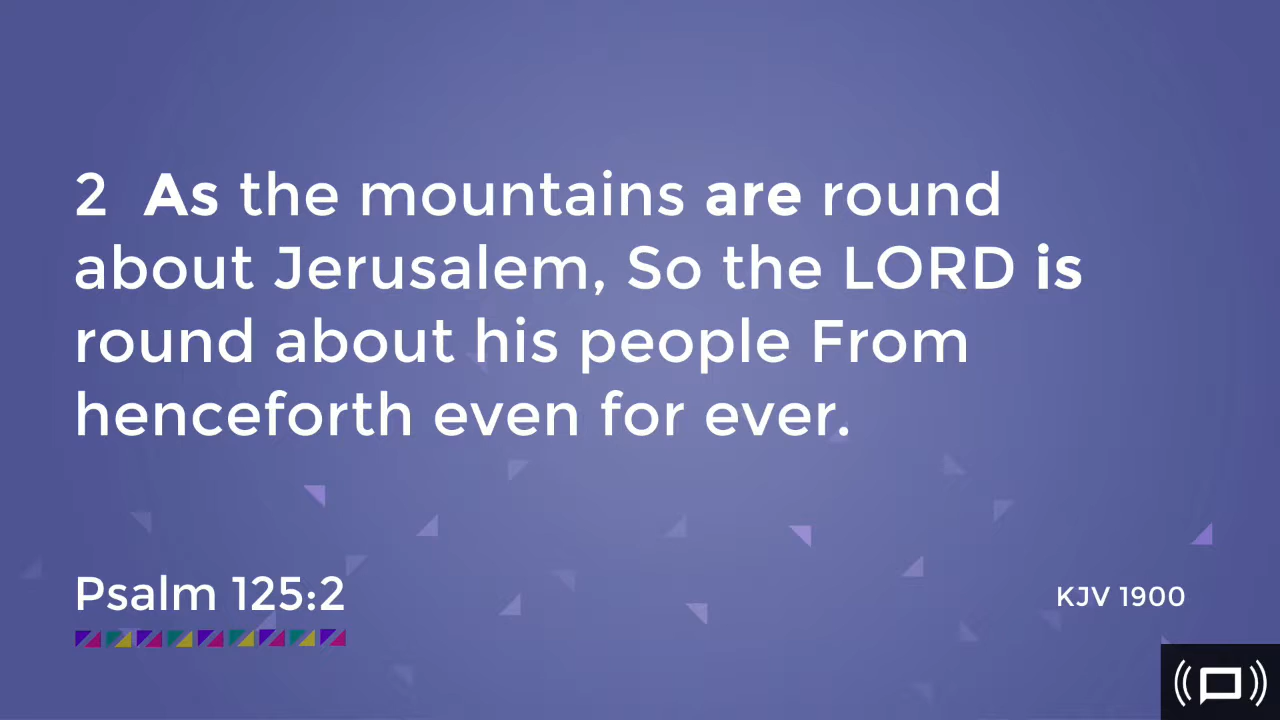 2 As the mountains are round
about Jerusalem, So the LORD is
round about his people From
henceforth even for ever.
Psalm 125:2
KJV 1900